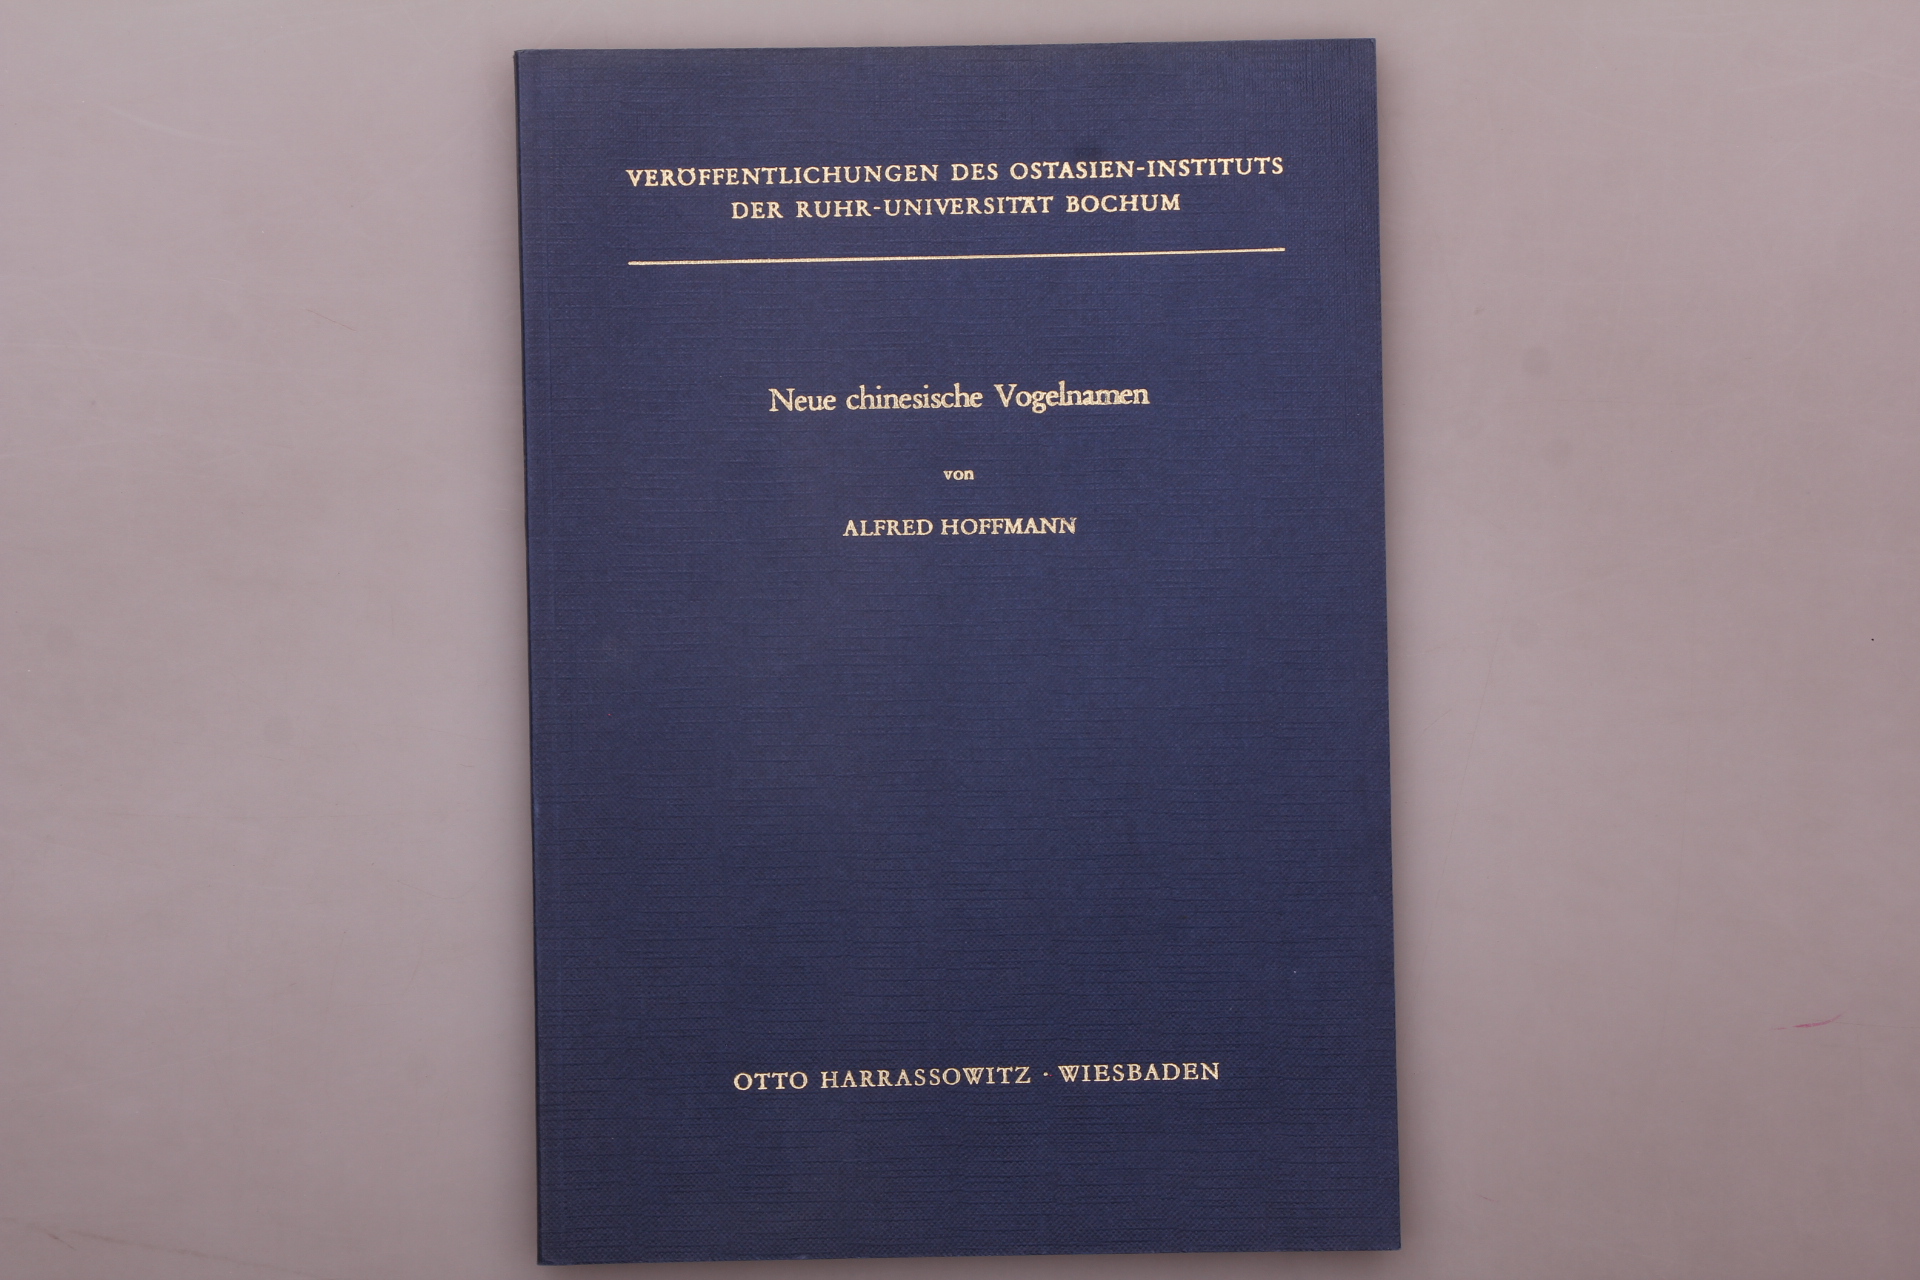 VERÖFFENTLICHUNGEN DES OSTASIEN-INSTITUTS
DER RUHR-UNIVERSITÄT BOCHUM
Neue chinesische Vogelnamen
von
ALFRED HOFFMANN
OTTO HARRASSOWITZ · WIESBADEN